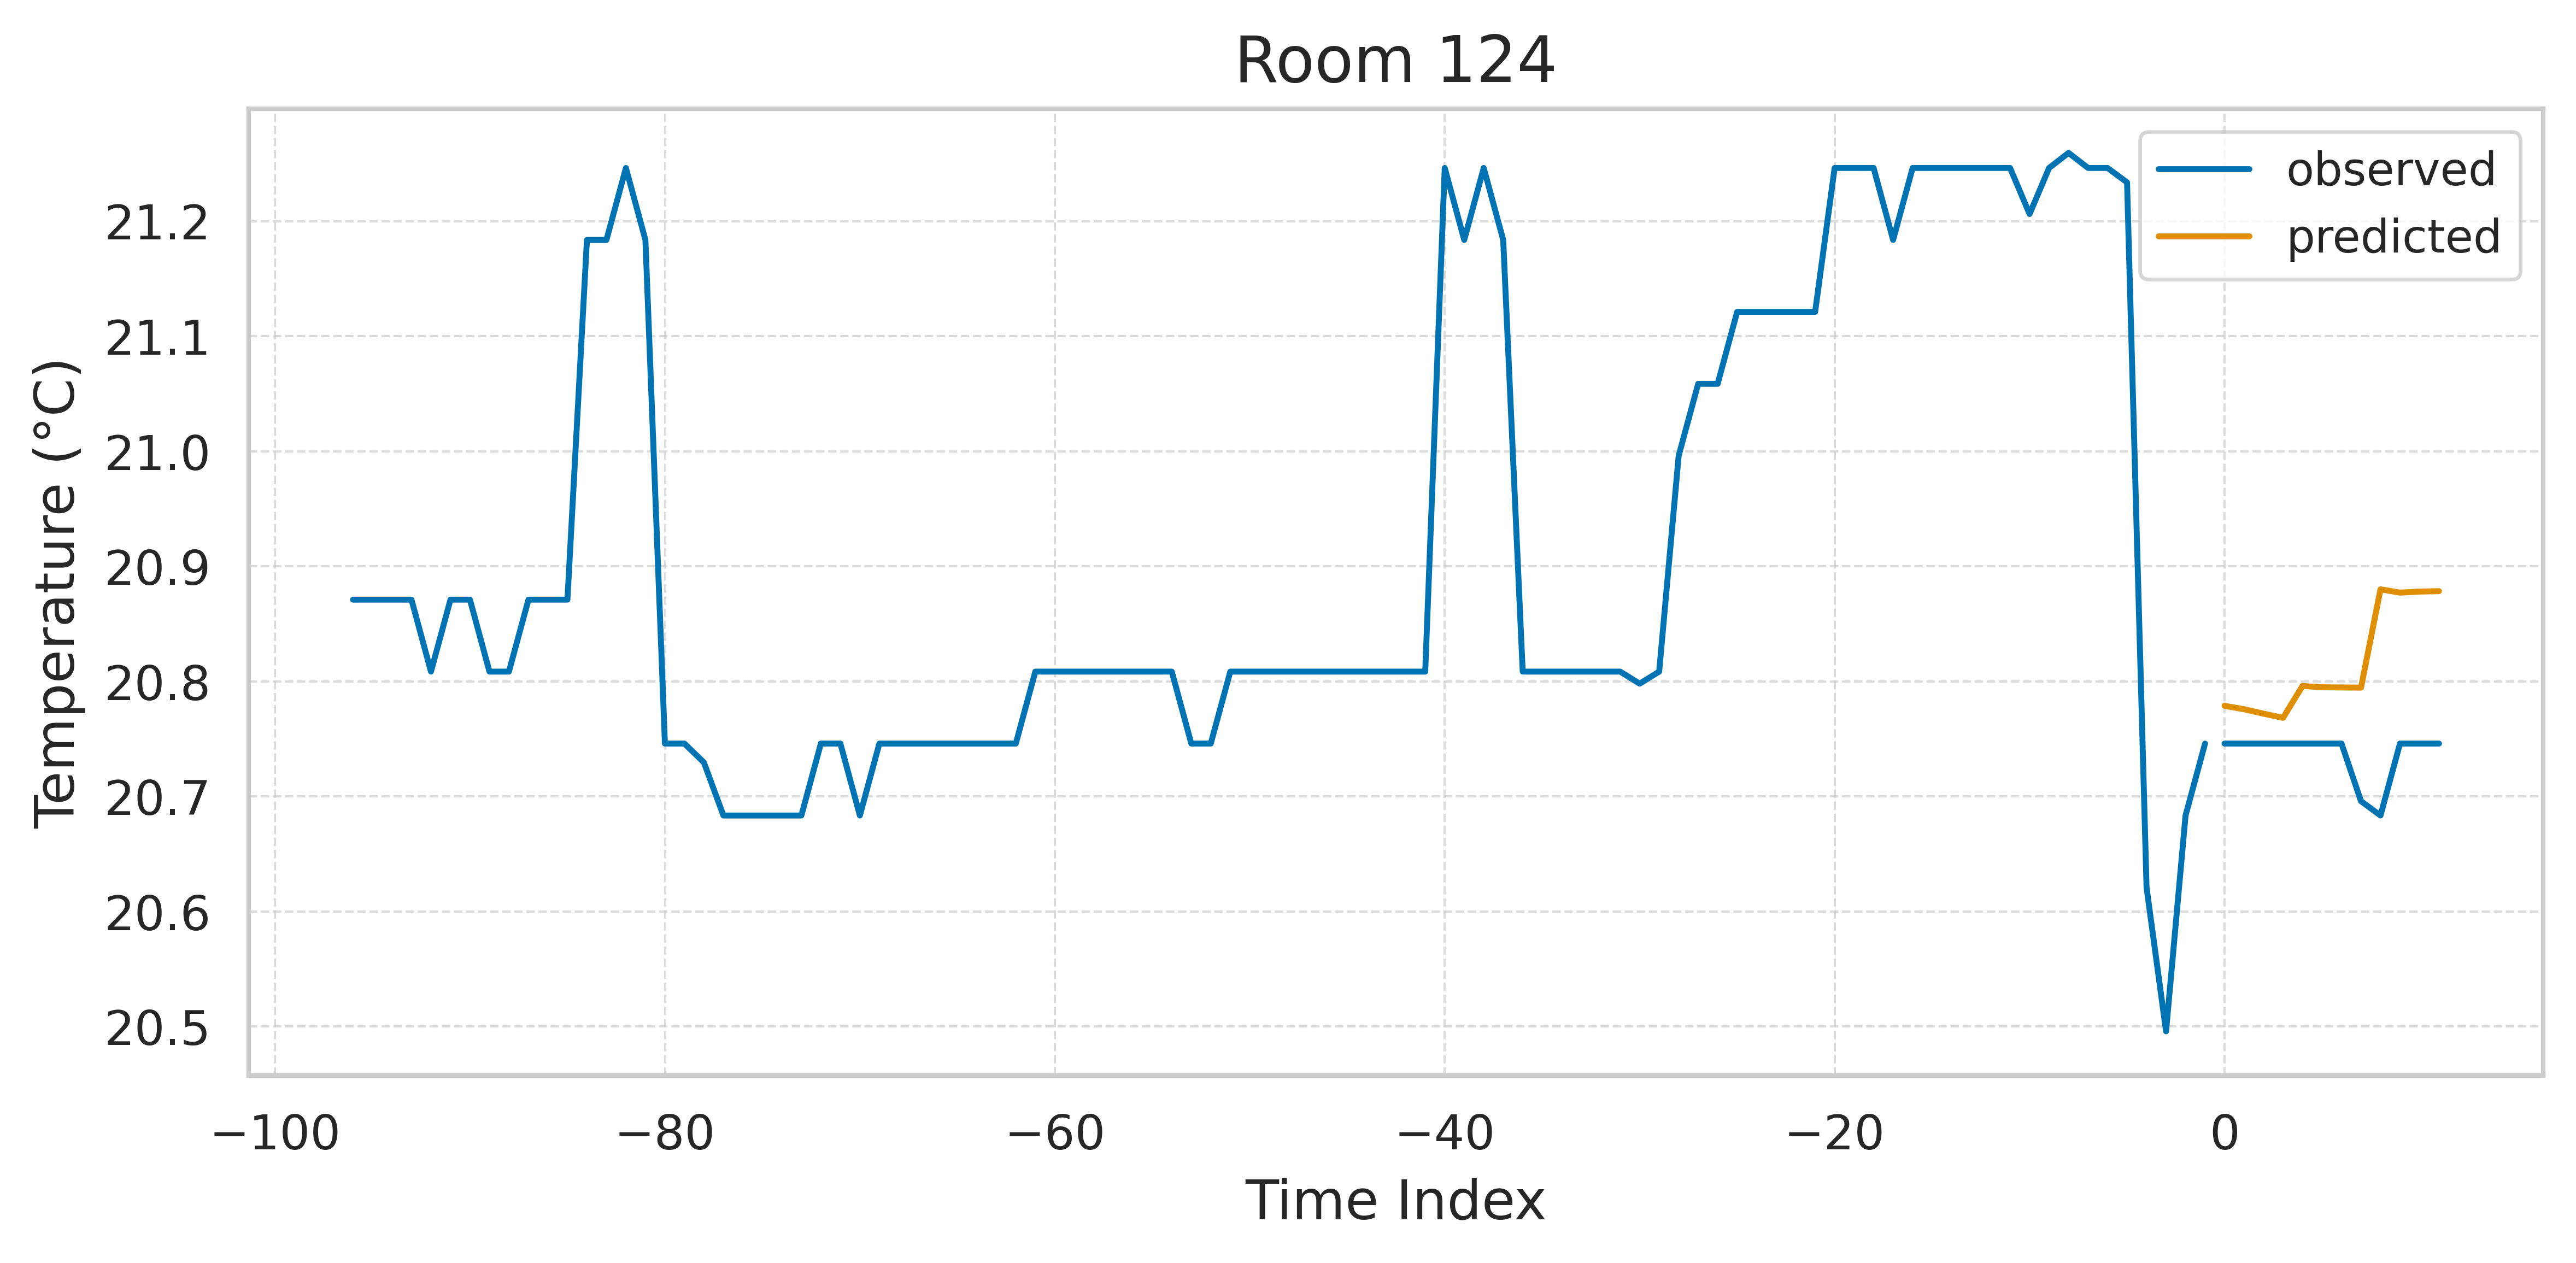 Room 124
observed
predicted
Temperature (°C)
21.2
21.1
21.0
20.9
20.8
20.7
20.6
20.5
−100 −80 −60 −40 −20 0
Time Index